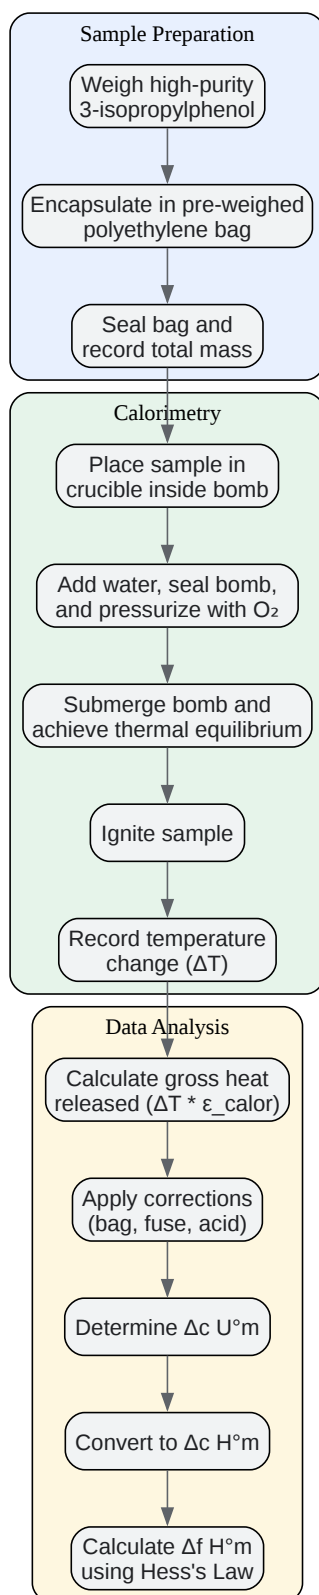 Sample Preparation
Weigh high-purity
3-isopropylphenol
Encapsulate in pre-weighed
polyethylene bag
Seal bag and
record total mass
Calorimetry
Place sample in
crucible inside bomb
Add water, seal bomb,
and pressurize with O₂
Submerge bomb and
achieve thermal equilibrium
Ignite sample
Record temperature
change (ΔT)
Data Analysis
Calculate gross heat
released (ΔT * ε_calor)
Apply corrections
(bag, fuse, acid)
Determine Δc U°m
Convert to Δc H°m
Calculate Δf H°m
using Hess's Law